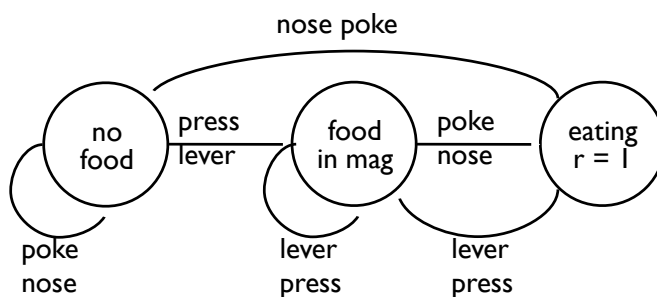 nose poke
no
food
press
lever
food
in mag
poke
nose
eating
r = 1
poke
nose
lever
press
lever
press